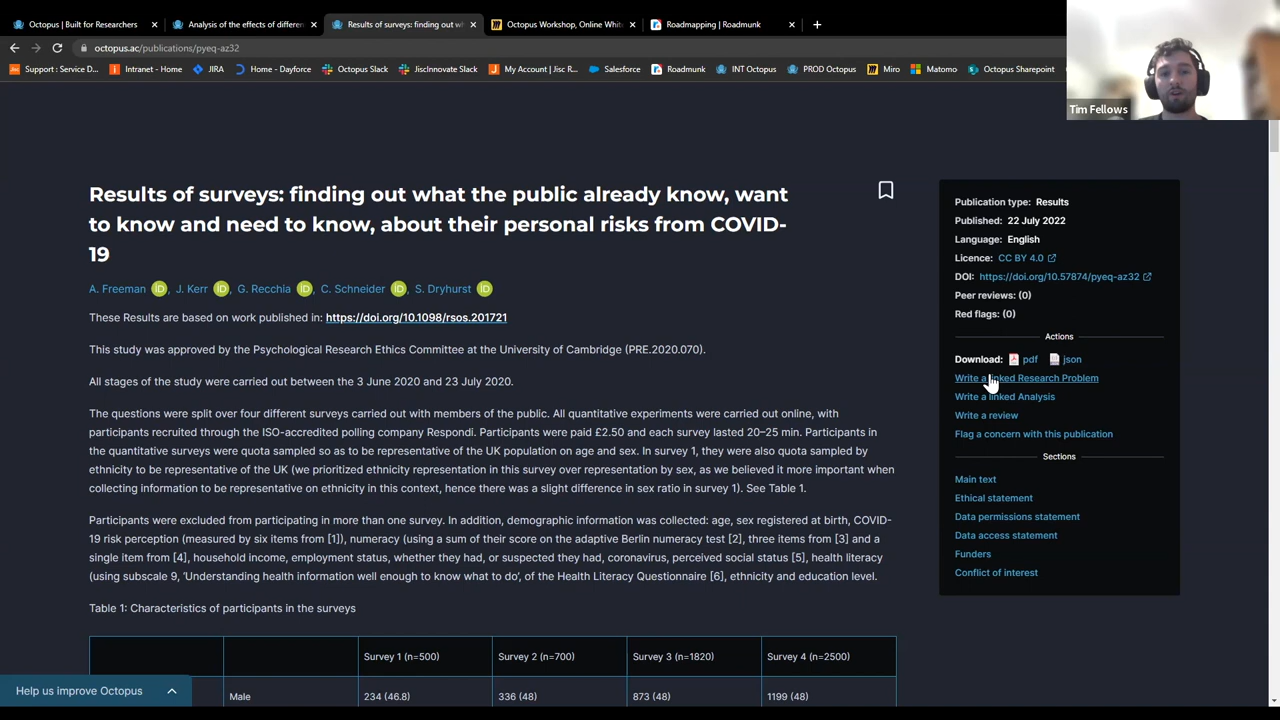 Octopus | Built for Researchers
Analysis of the effects of differen
Results of surveys: finding out wh
Octopus Workshop, Online Whit
Roadmapping | Roadmunk
octopus.ac/publications/pyeq-az32
Support : Service D...
Intranet - Home
JIRA
Home - Dayforce
Octopus Slack
JiscInnovate Slack
My Account | Jisc R...
Salesforce
Roadmunk
INT Octopus
PROD Octopus
Miro
Matomo
Octopus Sharepoint
Tim Fellows
Results of surveys: finding out what the public already know, want
to know and need to know, about their personal risks from COVID-
19
A. Freeman iD, J. Kerr iD, G. Recchia iD, C. Schneider iD, S. Dryhurst iD
These Results are based on work published in: https://doi.org/10.1098/rsos.201721
This study was approved by the Psychological Research Ethics Committee at the University of Cambridge (PRE.2020.070).
All stages of the study were carried out between the 3 June 2020 and 23 July 2020.
The questions were split over four different surveys carried out with members of the public. All quantitative experiments were carried out online, with
participants recruited through the ISO-accredited polling company Respondi. Participants were paid £2.50 and each survey lasted 20–25 min. Participants in
the quantitative surveys were quota sampled so as to be representative of the UK population on age and sex. In survey 1, they were also quota sampled by
ethnicity to be representative of the UK (we prioritized ethnicity representation in this survey over representation by sex, as we believed it more important when
collecting information to be representative on ethnicity in this context, hence there was a slight difference in sex ratio in survey 1). See Table 1.
Participants were excluded from participating in more than one survey. In addition, demographic information was collected: age, sex registered at birth, COVID-
19 risk perception (measured by six items from [1]), numeracy (using a sum of their score on the adaptive Berlin numeracy test [2], three items from [3] and a
single item from [4], household income, employment status, whether they had, or suspected they had, coronavirus, perceived social status [5], health literacy
(using subscale 9, ‘Understanding health information well enough to know what to do’, of the Health Literacy Questionnaire [6], ethnicity and education level.
Table 1: Characteristics of participants in the surveys
Survey 1 (n=500) Survey 2 (n=700) Survey 3 (n=1820) Survey 4 (n=2500)
Male 234 (46.8) 336 (48) 873 (48) 1199 (48)
Help us improve Octopus
Publication type: Results
Published: 22 July 2022
Language: English
Licence: CC BY 4.0
DOI: https://doi.org/10.57874/pyeq-az32
Peer reviews: (0)
Red flags: (0)
Actions
Download: pdf json
Write a linked Research Problem
Write a linked Analysis
Write a review
Flag a concern with this publication
Sections
Main text
Ethical statement
Data permissions statement
Data access statement
Funders
Conflict of interest